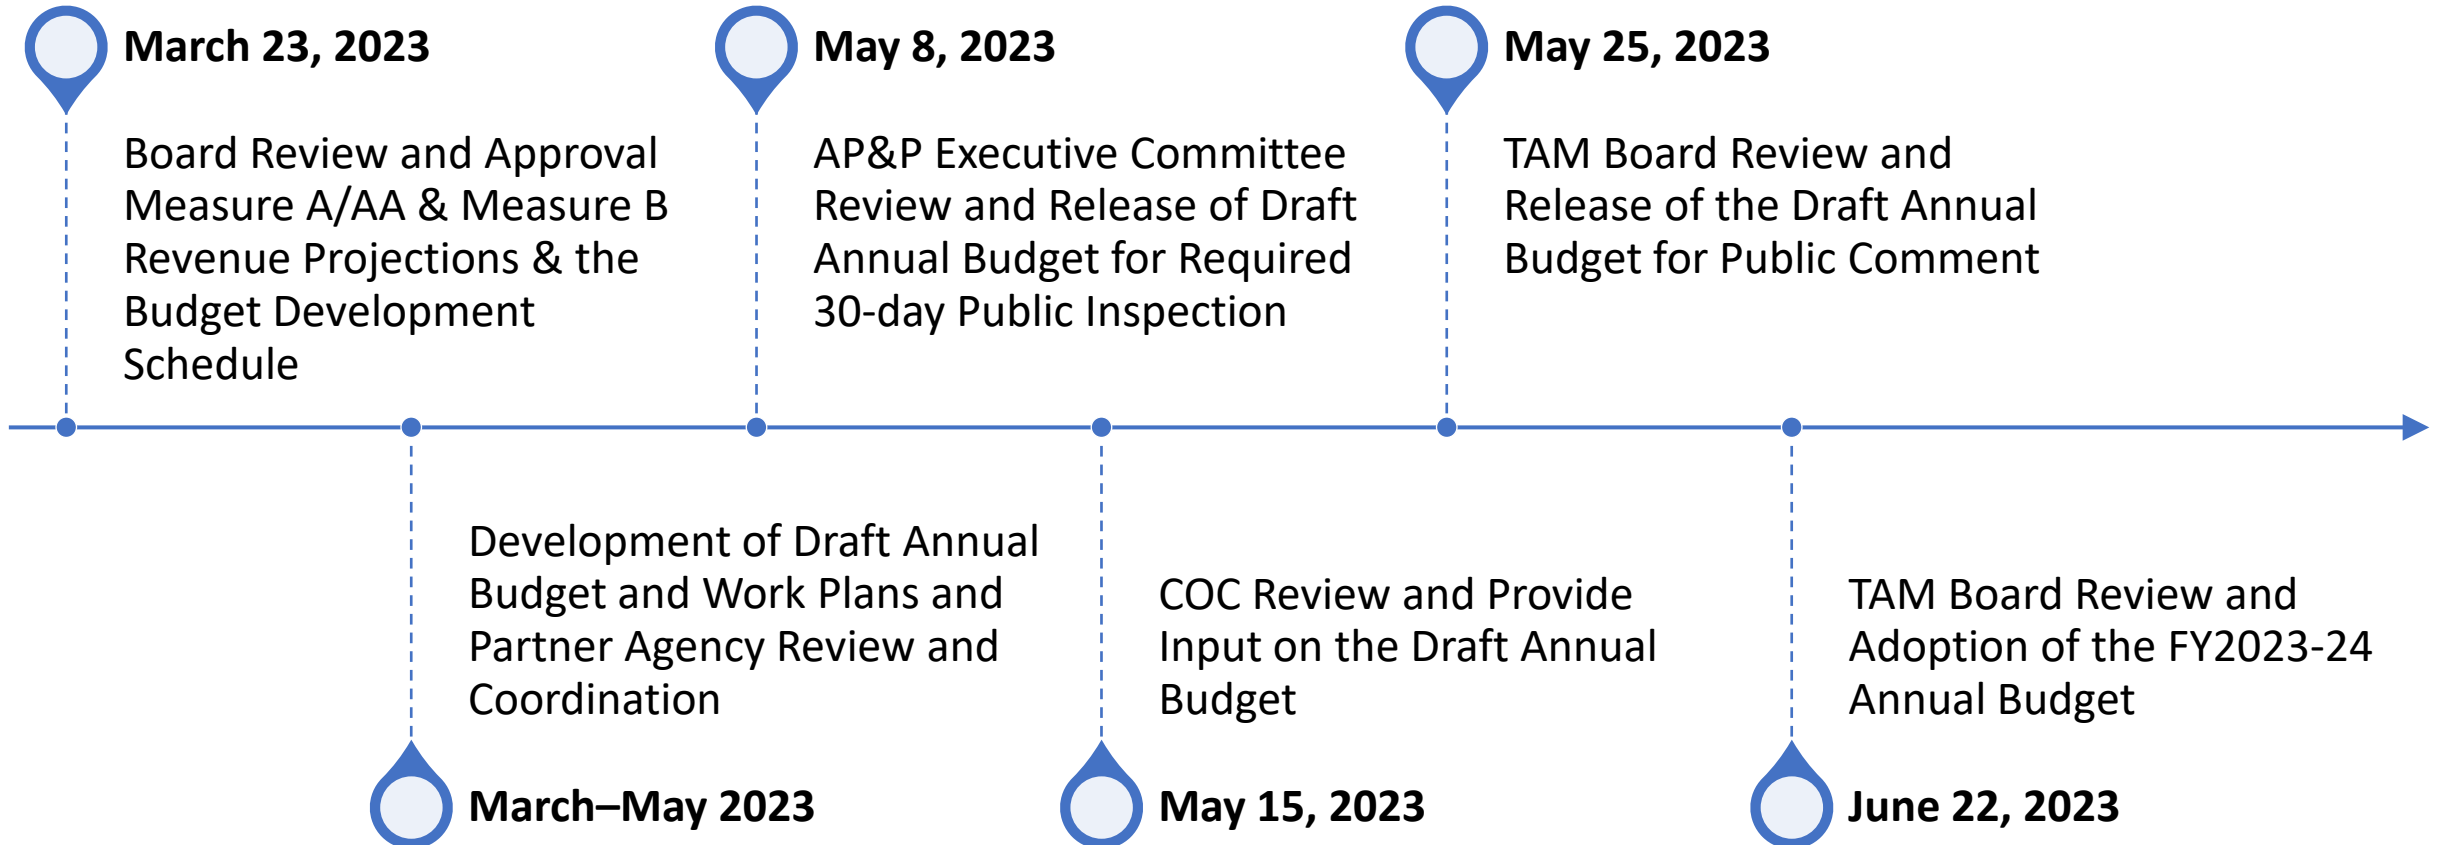 March 23, 2023
Board Review and Approval
Measure A/AA & Measure B
Revenue Projections & the
Budget Development
Schedule
March–May 2023
Development of Draft Annual
Budget and Work Plans and
Partner Agency Review and
Coordination
May 8, 2023
AP&P Executive Committee
Review and Release of Draft
Annual Budget for Required
30-day Public Inspection
May 15, 2023
COC Review and Provide
Input on the Draft Annual
Budget
May 25, 2023
TAM Board Review and
Release of the Draft Annual
Budget for Public Comment
June 22, 2023
TAM Board Review and
Adoption of the FY2023-24
Annual Budget